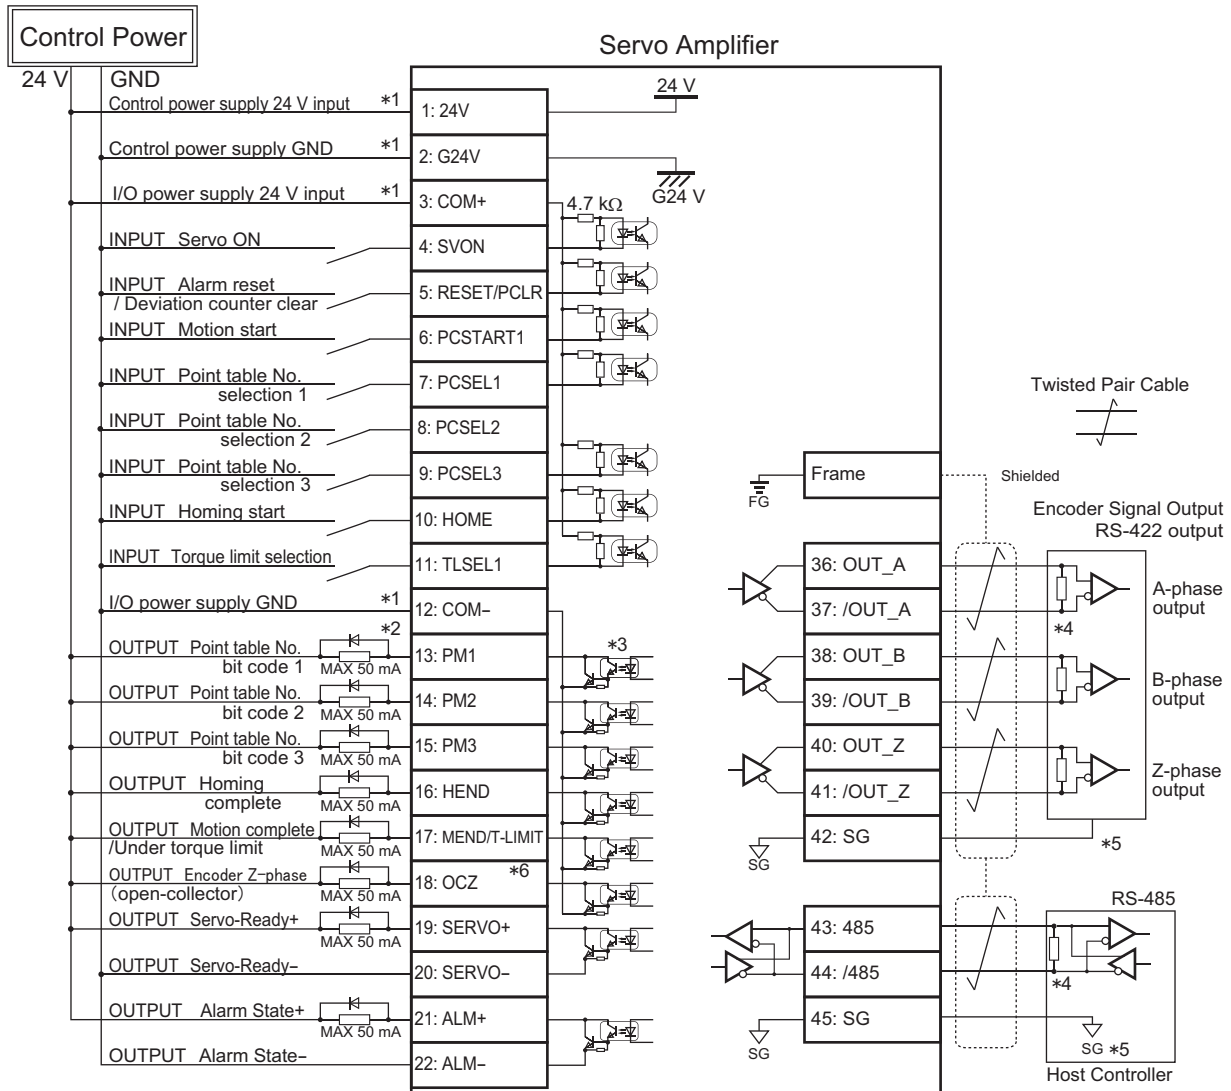 Control Power
Servo Amplifier
24 V GND
24 V
Control power supply 24 V input *1 1: 24V
Control power supply GND *1 2: G24V
G24 V
I/O power supply 24 V input *1 3: COM+
4.7 kΩ
INPUT Servo ON 4: SVON
INPUT Alarm reset
/ Deviation counter clear 5: RESET/PCLR
INPUT Motion start 6: PCSTART1
INPUT Point table No.
selection 1 7: PCSEL1
INPUT Point table No.
selection 2 8: PCSEL2
INPUT Point table No.
selection 3 9: PCSEL3
INPUT Homing start 10: HOME
INPUT Torque limit selection 11: TLSEL1
I/O power supply GND *1 12: COM−
*2
*3
OUTPUT Point table No.
bit code 1 MAX 50 mA 13: PM1
OUTPUT Point table No.
bit code 2 MAX 50 mA 14: PM2
OUTPUT Point table No.
bit code 3 MAX 50 mA 15: PM3
OUTPUT Homing
complete MAX 50 mA 16: HEND
OUTPUT Motion complete
/Under torque limit MAX 50 mA 17: MEND/T-LIMIT
OUTPUT Encoder Z−phase
(open-collector) MAX 50 mA 18: OCZ *6
OUTPUT Servo-Ready+ MAX 50 mA 19: SERVO+
OUTPUT Servo-Ready− 20: SERVO−
OUTPUT Alarm State+ MAX 50 mA 21: ALM+
OUTPUT Alarm State− 22: ALM−
Twisted Pair Cable
Frame
FG
Shielded
Encoder Signal Output
RS-422 output
36: OUT_A
37: /OUT_A
*4
A-phase
output
38: OUT_B
39: /OUT_B
B-phase
output
40: OUT_Z
41: /OUT_Z
Z-phase
output
42: SG
SG
*5
RS-485
43: 485
44: /485
*4
45: SG
SG
SG *5
Host Controller